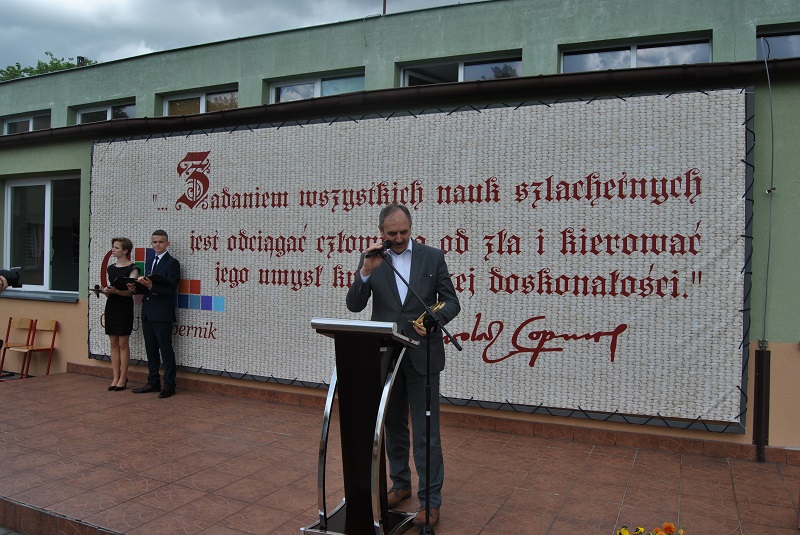 "... Zadaniem wszystkich nauk szlachetnych
jest odciągać od zła i kierować
jego umysł doskonałości."